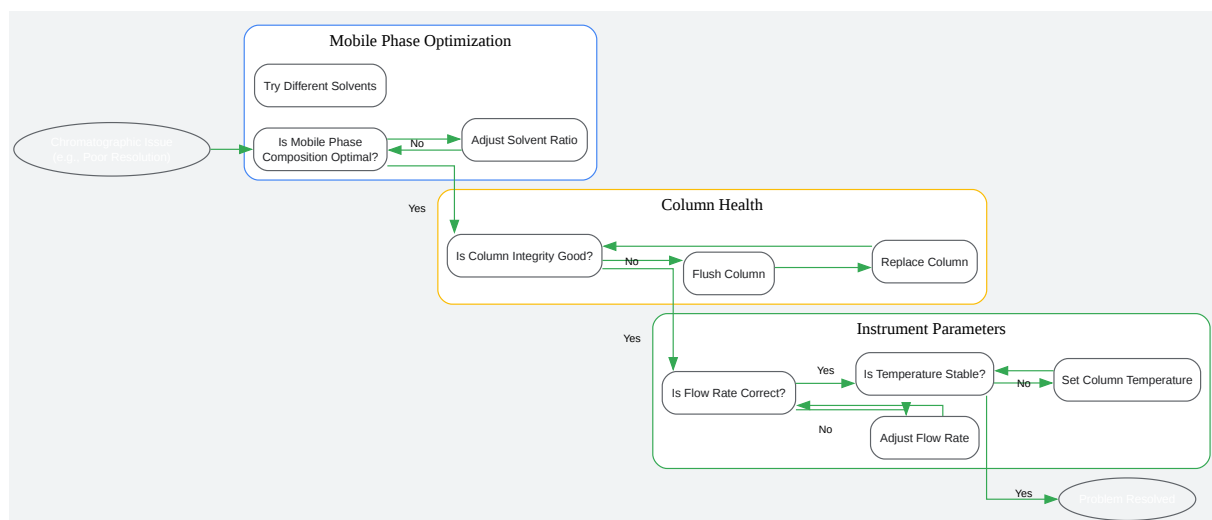 Mobile Phase Optimization
Try Different Solvents
Chromatographic Issue
(e.g., Poor Resolution)
Is Mobile Phase
Composition Optimal?
No
Adjust Solvent Ratio
Yes
Column Health
Is Column Integrity Good?
No
Flush Column
Replace Column
Yes
Instrument Parameters
Is Flow Rate Correct?
Yes
Is Temperature Stable?
No
Set Column Temperature
No
Adjust Flow Rate
Yes
Problem Resolved